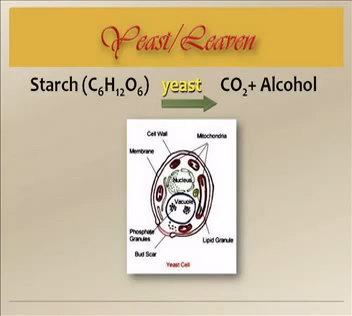 Yeast/Leaven
Starch (C₆H₁₂O₆) yeast CO₂+ Alcohol
Cell Wall
Mitochondria
Membrane
Nucleus
Vacuole
Phosphate
Granules
Lipid Granule
Bud Scar
Yeast Cell